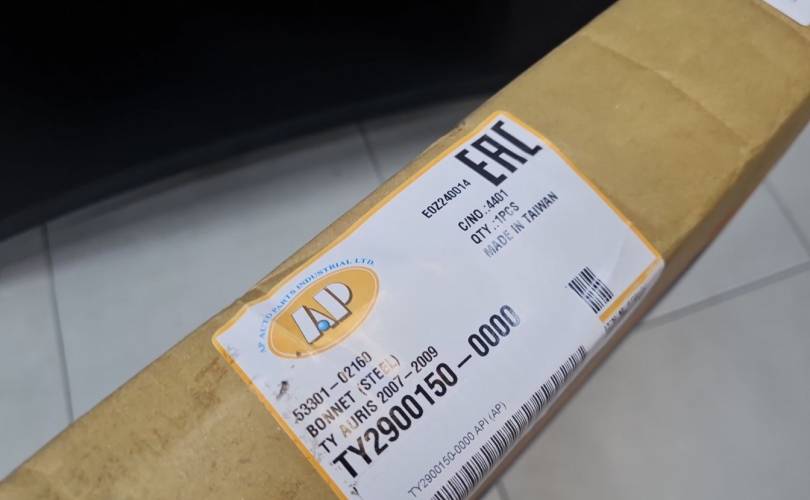 EAC
E0Z240014
C/NO.:4401
QTY.:1PCS
MADE IN TAIWAN
AP AUTO PARTS INDUSTRIAL LTD.
AP
53301-02160
BONNET (STEEL)
TY AURIS 2007-2009
TY2900150-0000
TY2900150-0000 API (AP)